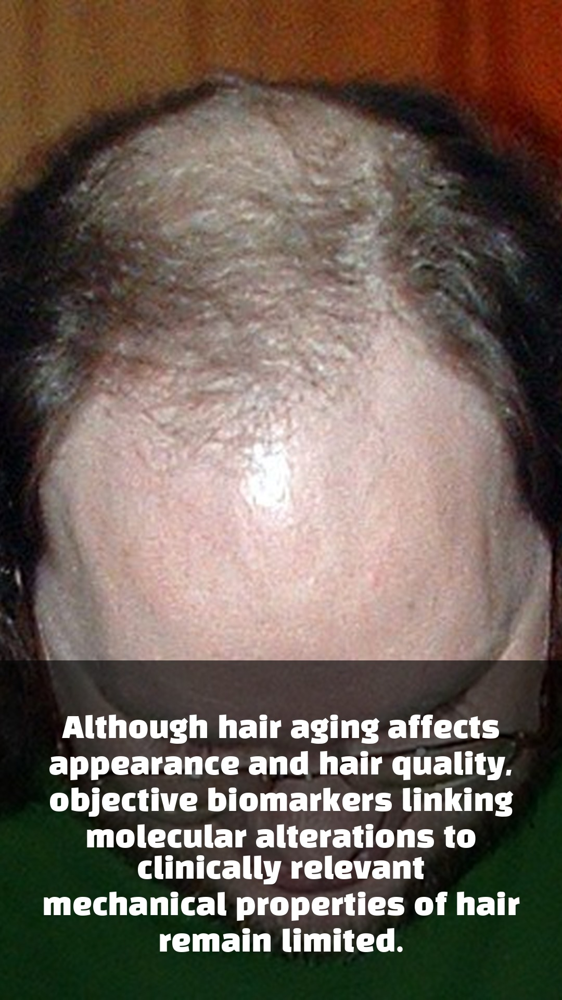 Although hair aging affects
appearance and hair quality,
objective biomarkers linking
molecular alterations to
clinically relevant
mechanical properties of hair
remain limited.